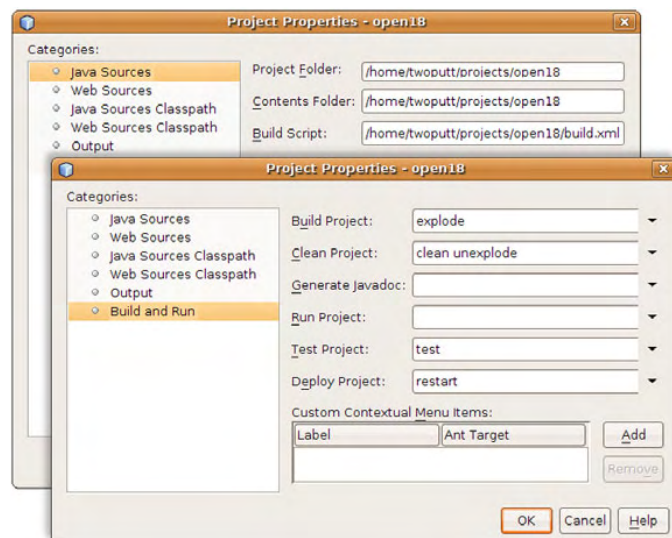 Project Properties - open18
Categories:
Java Sources
Web Sources
Java Sources Classpath
Web Sources Classpath
Output
Project Folder: /home/twoputt/projects/open18
Contents Folder: /home/twoputt/projects/open18
Build Script: /home/twoputt/projects/open18/build.xml
Project Properties - open18
Categories:
Java Sources
Web Sources
Java Sources Classpath
Web Sources Classpath
Output
Build and Run
Build Project: explode
Clean Project: clean unexplode
Generate Javadoc:
Run Project:
Test Project: test
Deploy Project: restart
Custom Contextual Menu Items:
Label Ant Target
Add
Remove
OK Cancel Help